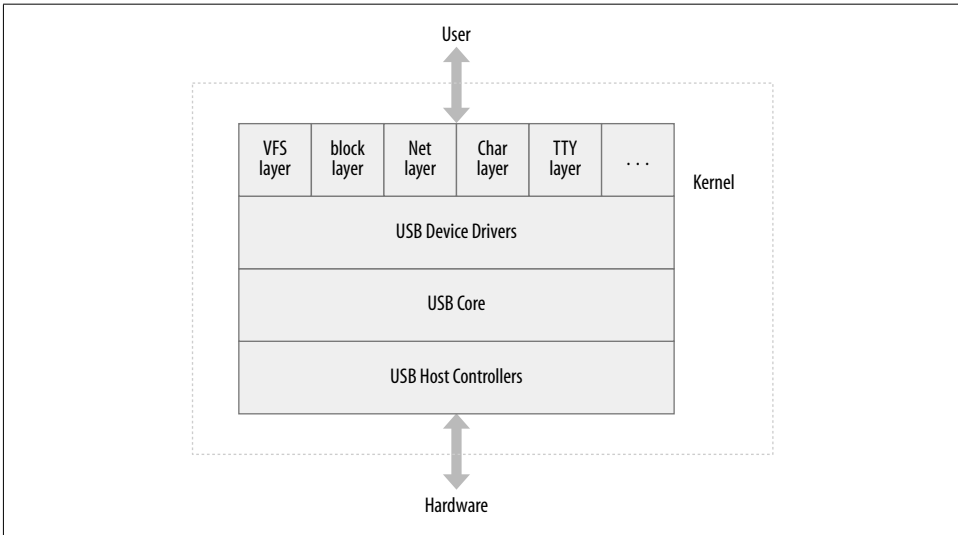 User
VFS
layer
block
layer
Net
layer
Char
layer
TTY
layer
. . .
Kernel
USB Device Drivers
USB Core
USB Host Controllers
Hardware